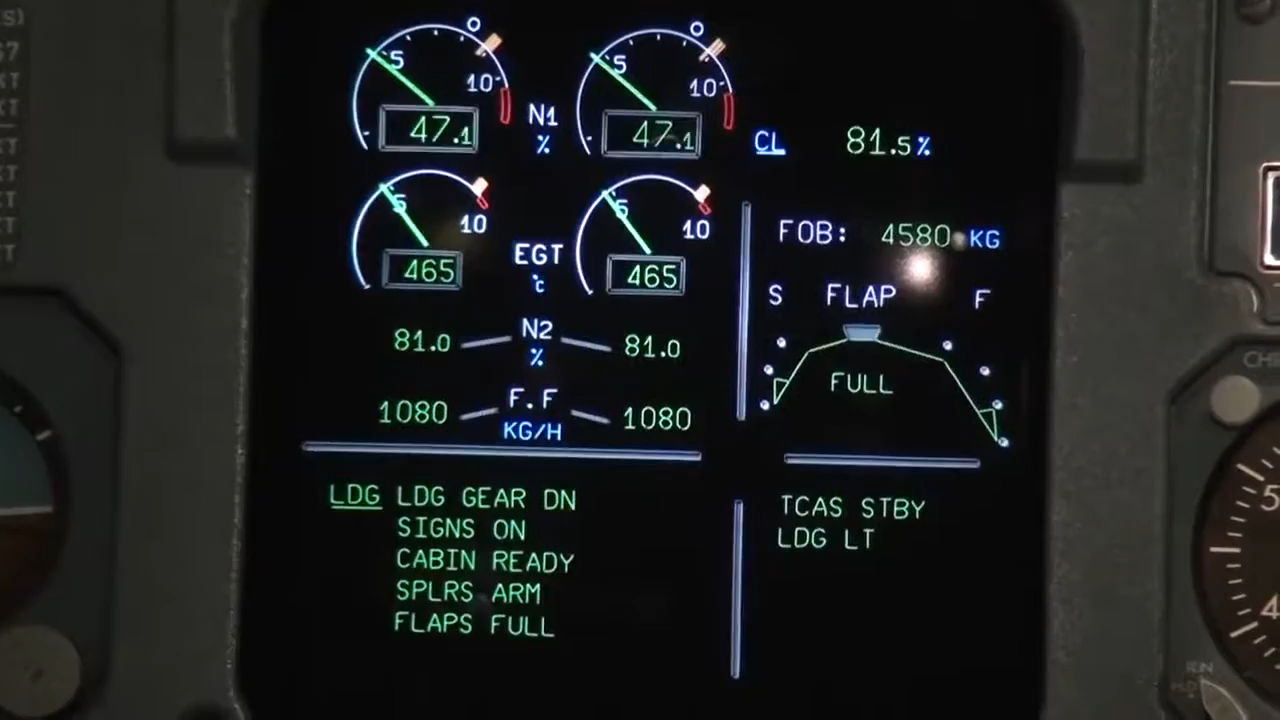 5
10
47.1
N1
%
5
10
47.1
CL 81.5%
5
10
465
EGT
°c
5
10
465
FOB: 4580 KG
S FLAP F
FULL
81.0 N2 81.0
%
1080 F.F 1080
KG/H
LDG LDG GEAR DN
SIGNS ON
CABIN READY
SPLRS ARM
FLAPS FULL
TCAS STBY
LDG LT
5
4